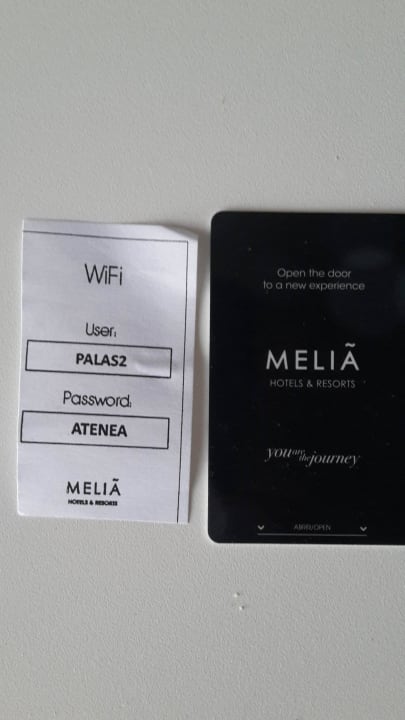 WiFi
User:
PALAS2
Password:
ATENEA
MELIÃ
HOTELS & RESORTS
Open the door
to a new experience
MELIÃ
HOTELS & RESORTS
you are the journey
ABRIR/OPEN